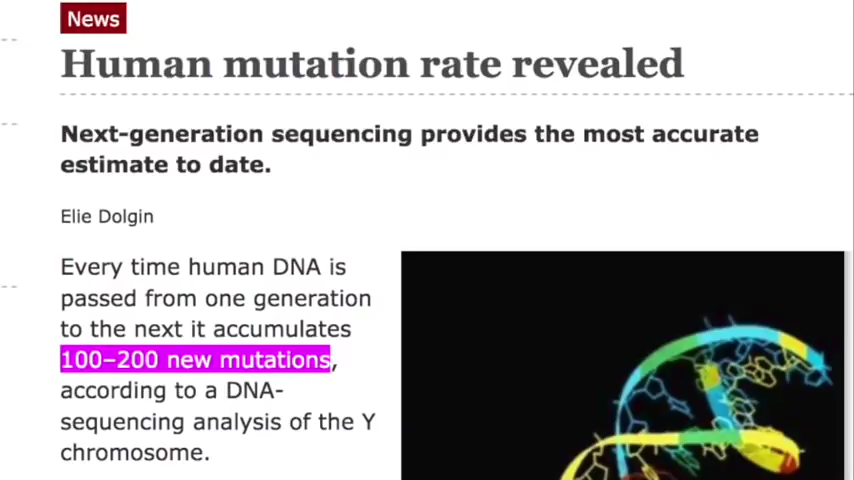 News
Human mutation rate revealed
Next-generation sequencing provides the most accurate
estimate to date.
Elie Dolgin
Every time human DNA is
passed from one generation
to the next it accumulates
100–200 new mutations,
according to a DNA-
sequencing analysis of the Y
chromosome.